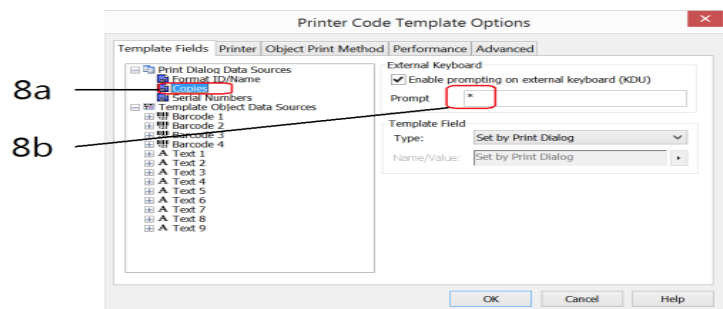 Printer Code Template Options
Template Fields Printer Object Print Method Performance Advanced
Print Dialog Data Sources
Format ID/Name
Copies
Serial Numbers
Template Object Data Sources
Barcode 1
Barcode 2
Barcode 3
Barcode 4
A Text 1
A Text 2
A Text 3
A Text 4
A Text 5
A Text 6
A Text 7
A Text 8
A Text 9
External Keyboard
Enable prompting on external keyboard (KDU)
Prompt *
Template Field
Type: Set by Print Dialog
Name/Value: Set by Print Dialog
OK Cancel Help
8a
8b